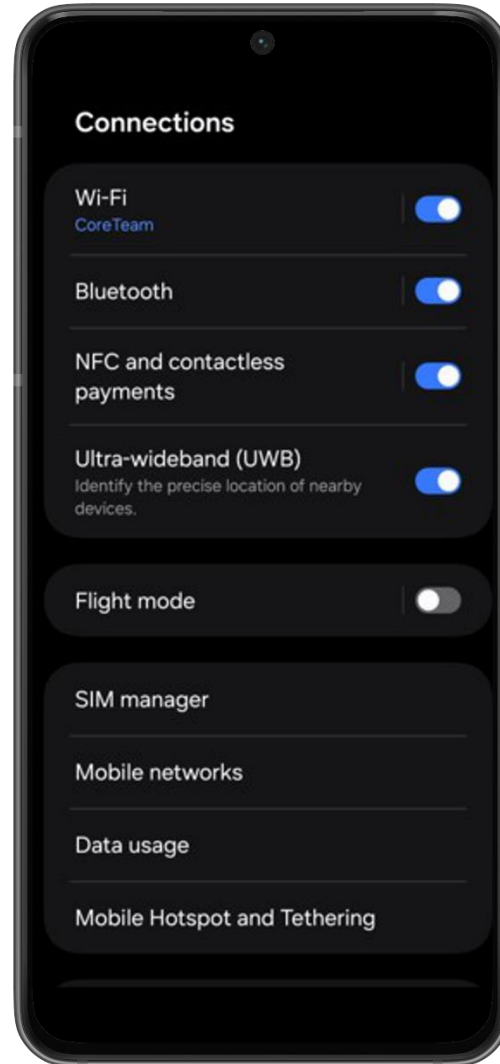 Connections
Wi-Fi
CoreTeam
Bluetooth
NFC and contactless
payments
Ultra-wideband (UWB)
Identify the precise location of nearby
devices.
Flight mode
SIM manager
Mobile networks
Data usage
Mobile Hotspot and Tethering